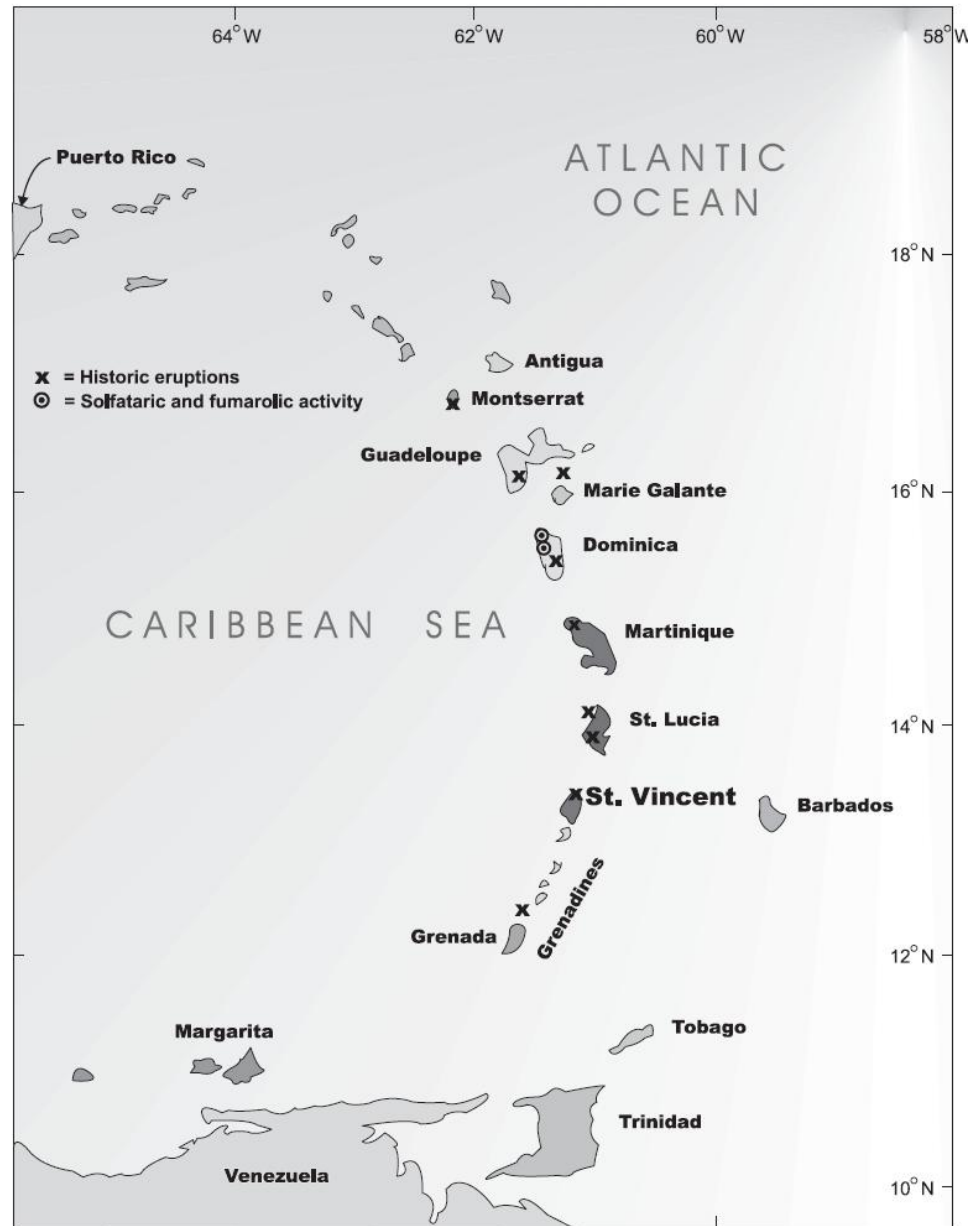 64°W
62°W
60°W
58°W
Puerto Rico
ATLANTIC
OCEAN
18°N
x = Historic eruptions
= Solfataric and fumarolic activity
Antigua
Montserrat
Guadeloupe
Marie Galante
16°N
Dominica
CARIBBEAN SEA
Martinique
St. Lucia
14°N
St. Vincent
Barbados
Grenadines
Grenada
12°N
Margarita
Tobago
Trinidad
Venezuela
10°N